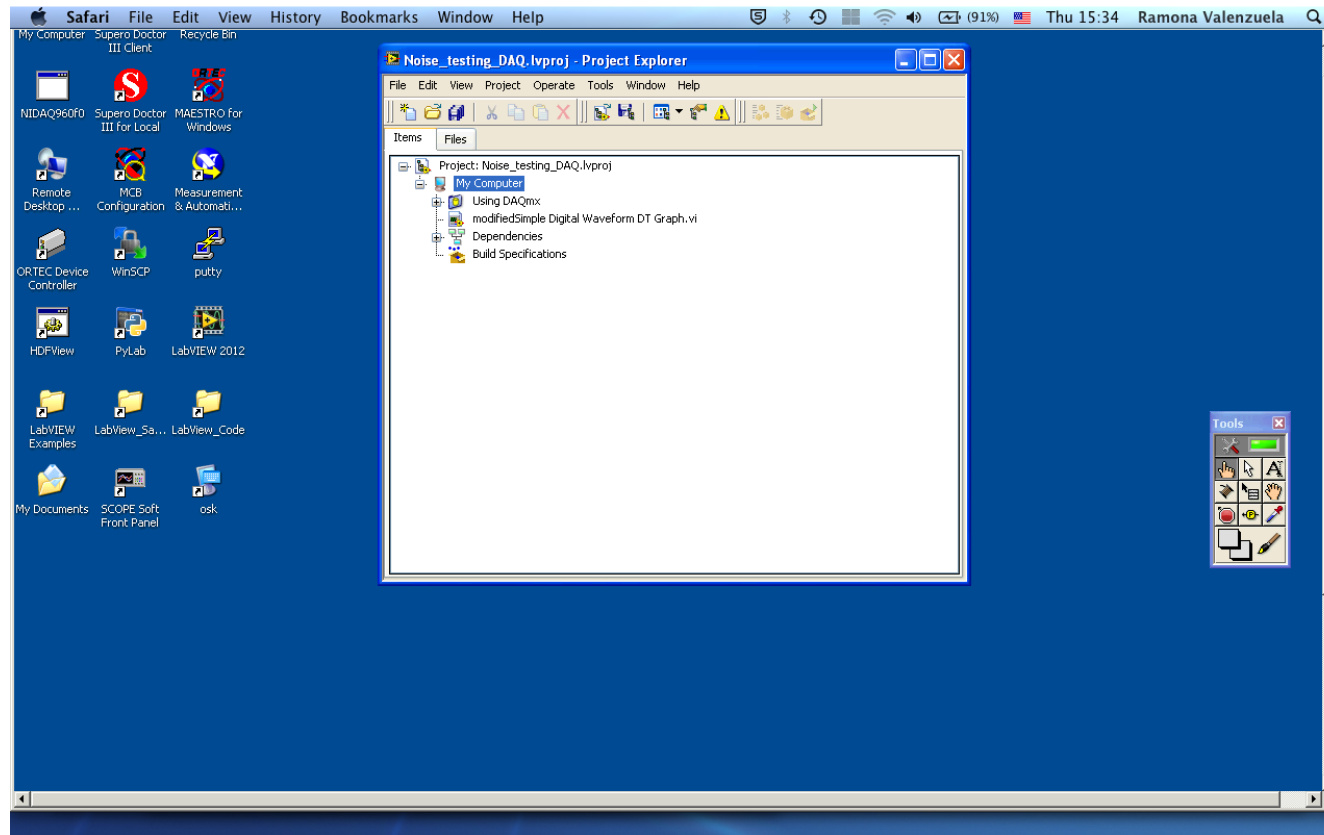 Safari File Edit View History Bookmarks Window Help (91%) Thu 15:34 Ramona Valenzuela
My Computer Supero Doctor III Client Recycle Bin
NIDAQ960f0 Supero Doctor III for Local MAESTRO for Windows
Remote Desktop ... MCB Configuration Measurement & Automati...
ORTEC Device Controller WinSCP putty
HDFView PyLab LabVIEW 2012
LabVIEW Examples LabView_Sa... LabView_Code
My Documents SCOPE Soft Front Panel osk
Noise_testing_DAQ.lvproj - Project Explorer
File Edit View Project Operate Tools Window Help
Items Files
Project: Noise_testing_DAQ.lvproj
My Computer
Using DAQmx
modifiedSimple Digital Waveform DT Graph.vi
Dependencies
Build Specifications
Tools